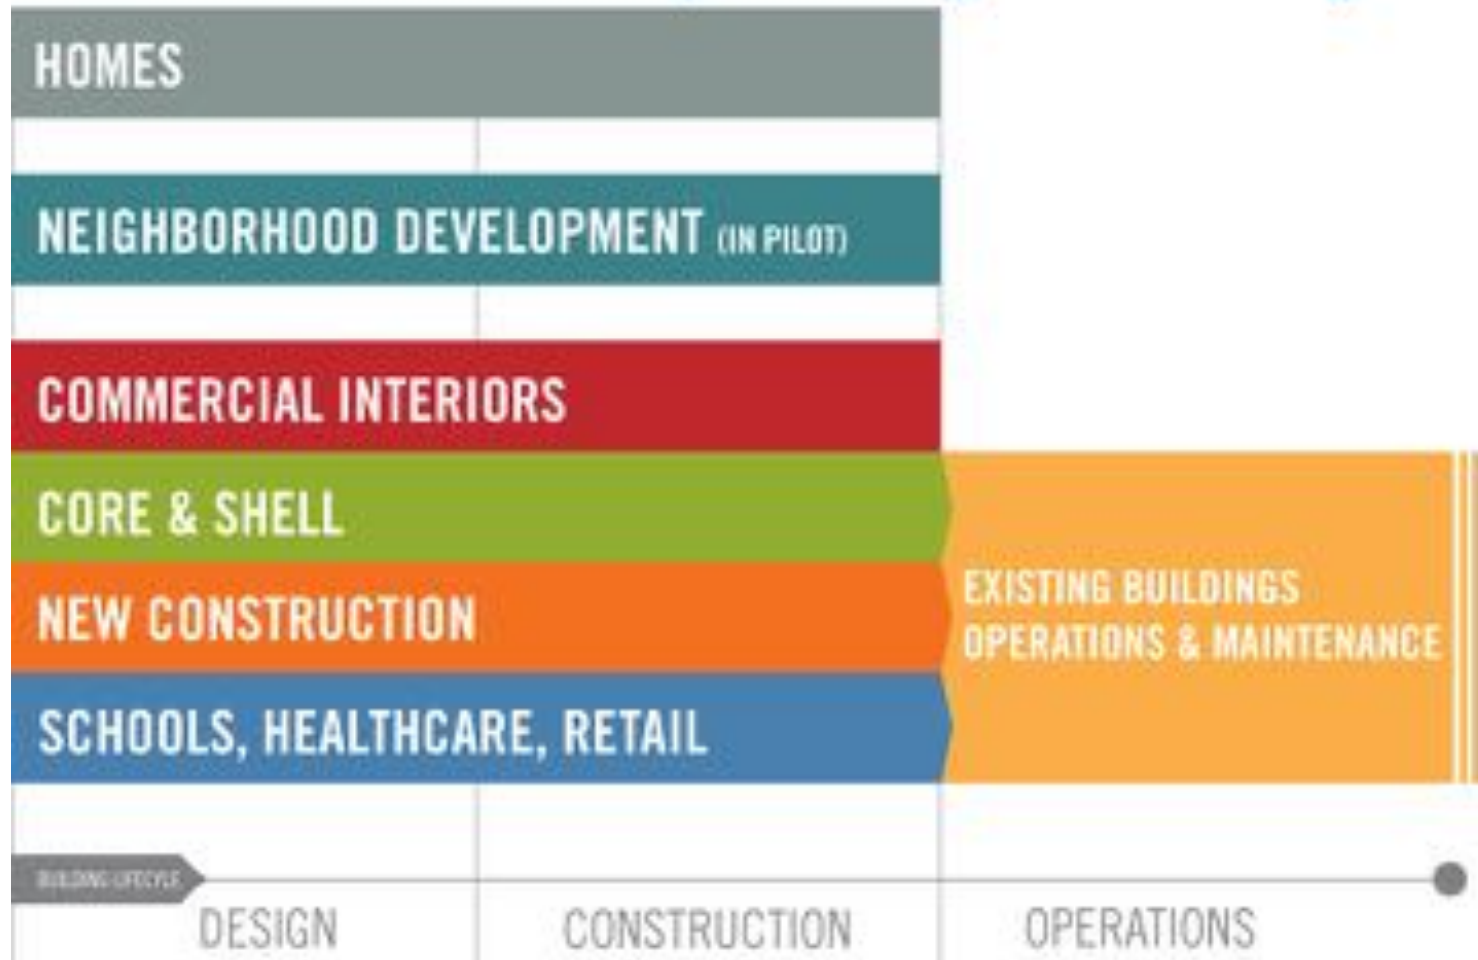 HOMES
NEIGHBORHOOD DEVELOPMENT (IN PILOT)
COMMERCIAL INTERIORS
CORE & SHELL
NEW CONSTRUCTION
SCHOOLS, HEALTHCARE, RETAIL
EXISTING BUILDINGS
OPERATIONS & MAINTENANCE
BUILDING LIFECYLE
DESIGN CONSTRUCTION OPERATIONS